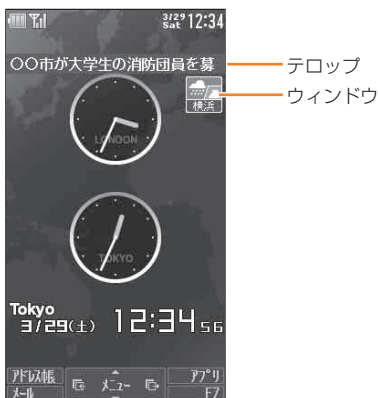 3/29 Sat 12:34
○○市が大学生の消防団員を募
テロップ
ウィンドウ
横浜
LONDON
TOKYO
Tokyo
3/29(土) 12:34 56
アドレス帳 アプリ
メール メニュー EZ